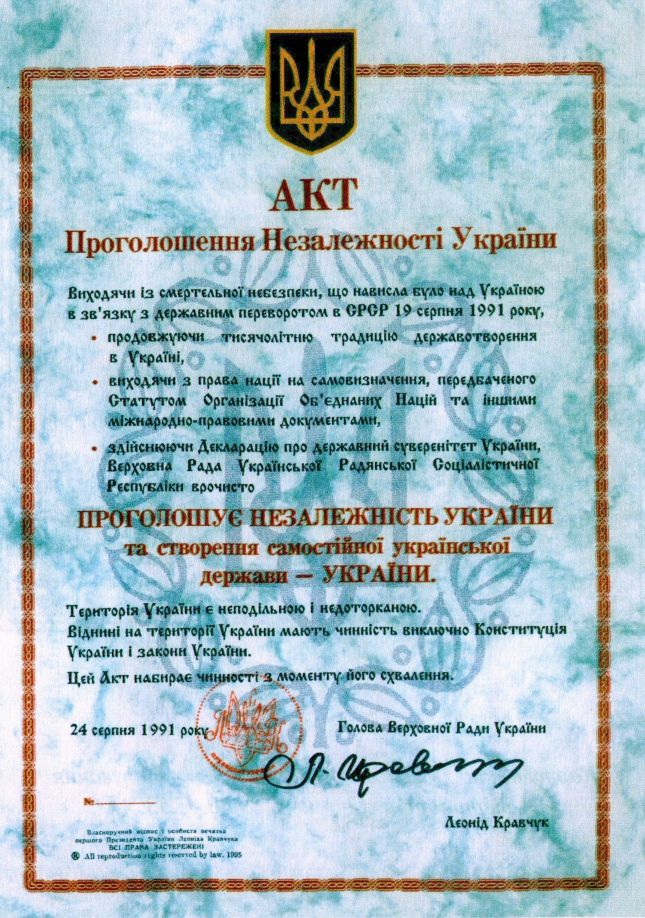 АКТ
Проголошення Незалежності України
Виходячи із смертельної небезпеки, що нависла було над Україною
в зв'язку з державним переворотом в СРСР 19 серпня 1991 року,
• продовжуючи тисячолітню традицію державотворення
в Україні,
• виходячи з права нації на самовизначення, передбаченого
Статутом Організації Об'єднаних Націй та іншими
міжнародно-правовими документами,
• здійснюючи Декларацію про державний суверенітет України,
Верховна Рада Української Радянської Соціалістичної
Республіки врочисто
ПРОГОЛОШУЄ НЕЗАЛЕЖНІСТЬ УКРАЇНИ
та створення самостійної української
держави — УКРАЇНИ.
Територія України є неподільною і недоторканою.
Віднині на території України мають чинність виключно Конституція
України і закони України.
Цей Акт набирає чинності з моменту його схвалення.
24 серпня 1991 року
Голова Верховної Ради України
Леонід Кравчук
№
Власноручний підпис і особиста печатка
першого Президента України Леоніда Кравчука
ВСІ ПРАВА ЗАСТЕРЕЖЕНІ
® All reproduction rights reserved by law. 1995